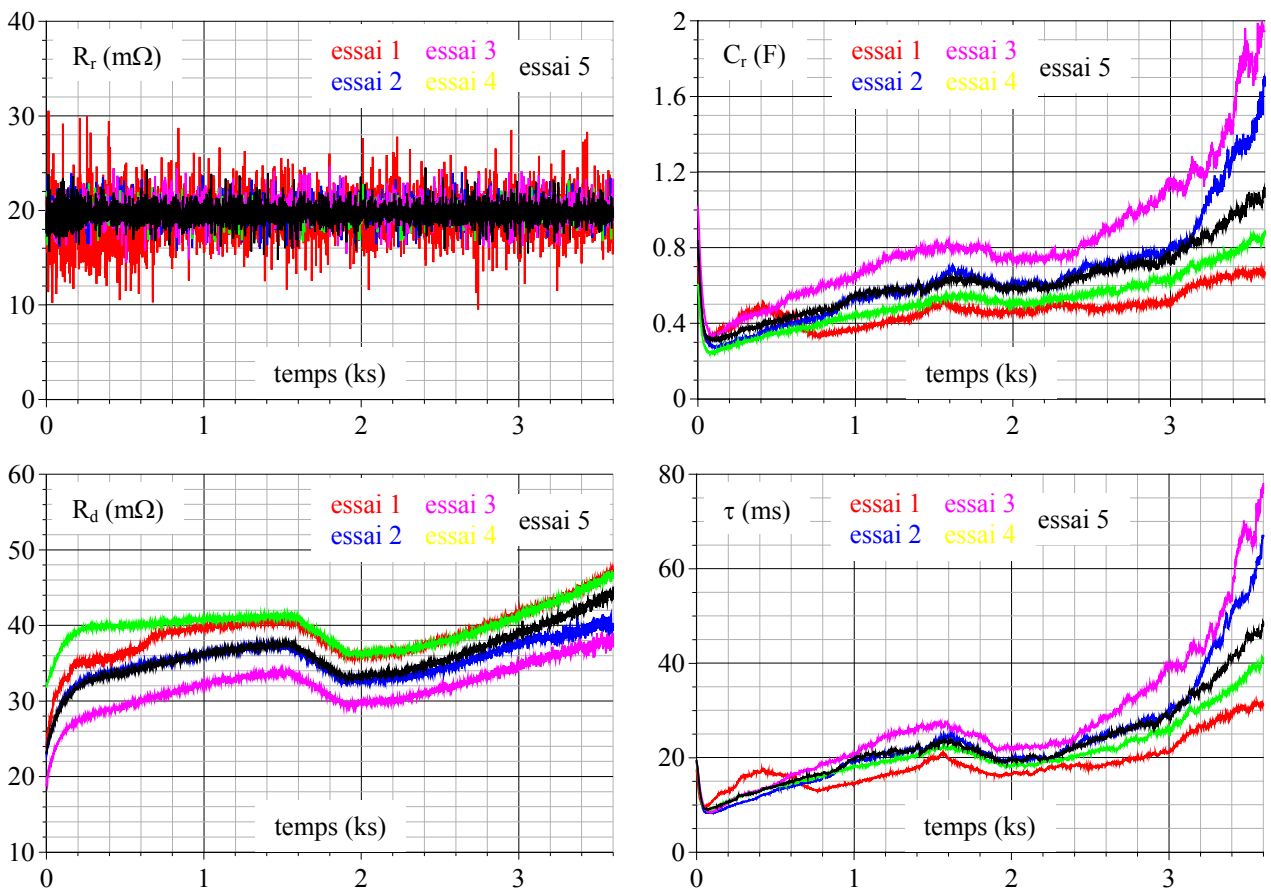 40
30
20
10
0
R_r (mΩ)
essai 1 essai 3
essai 2 essai 4
essai 5
temps (ks)
0 1 2 3
2
1.6
1.2
0.8
0.4
0
C_r (F)
essai 1 essai 3
essai 2 essai 4
essai 5
temps (ks)
0 1 2 3
60
50
40
30
20
10
R_d (mΩ)
essai 1 essai 3
essai 2 essai 4
essai 5
temps (ks)
0 1 2 3
80
60
40
20
0
τ (ms)
essai 1 essai 3
essai 2 essai 4
essai 5
temps (ks)
0 1 2 3